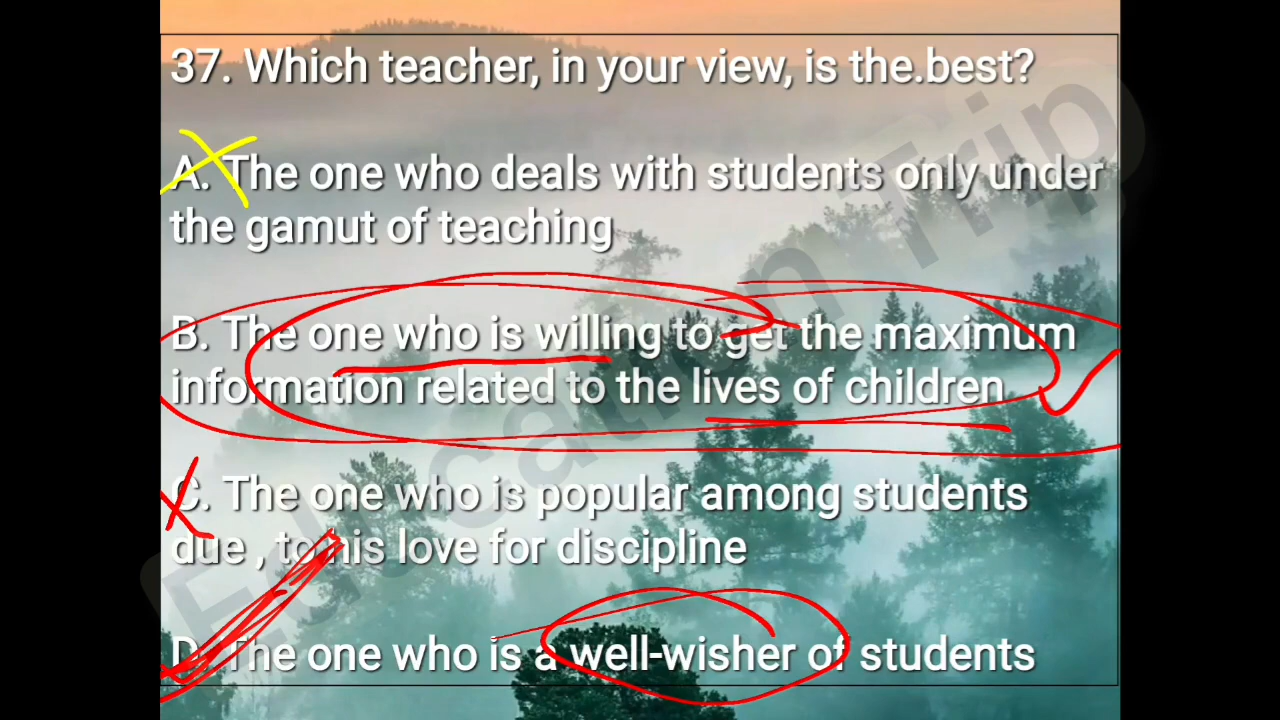 37. Which teacher, in your view, is the.best?
A. The one who deals with students only under
the gamut of teaching
B. The one who is willing to get the maximum
information related to the lives of children
C. The one who is popular among students
due , to his love for discipline
D. The one who is a well-wisher of students
Education Trip